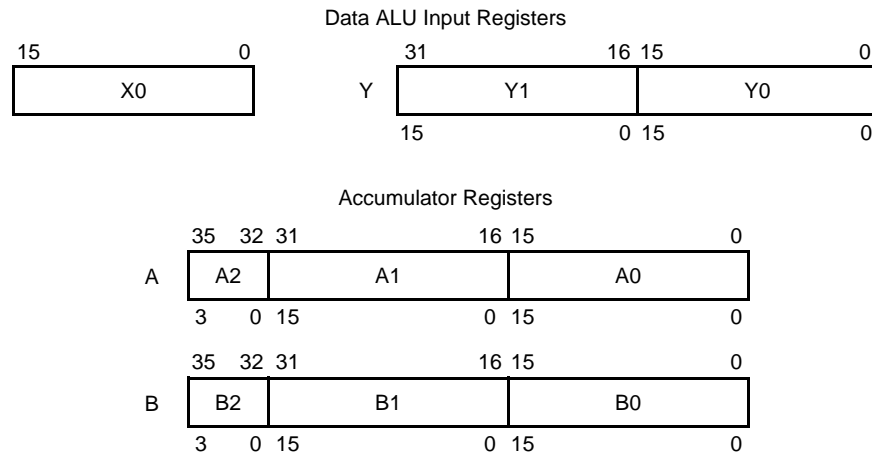 Data ALU Input Registers
15 0 31 16 15 0
X0 Y Y1 Y0
15 0 15 0
Accumulator Registers
35 32 31 16 15 0
A A2 A1 A0
3 0 15 0 15 0
35 32 31 16 15 0
B B2 B1 B0
3 0 15 0 15 0